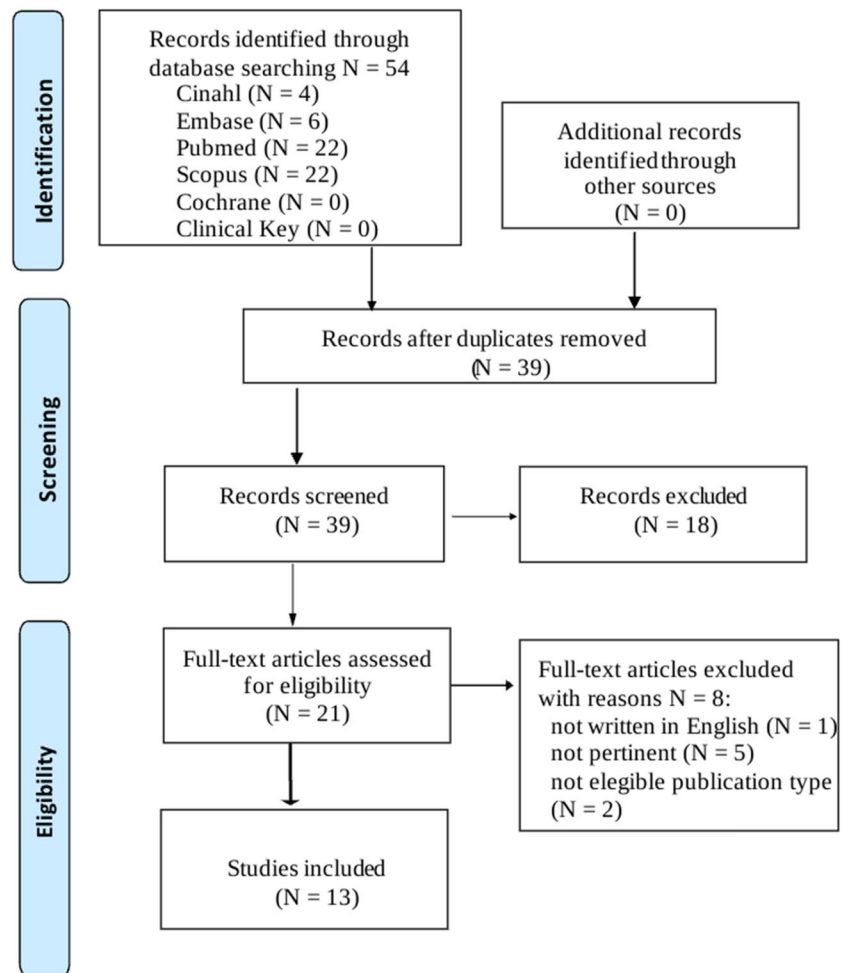 Identification
Records identified through
database searching N = 54
Cinahl (N = 4)
Embase (N = 6)
Pubmed (N = 22)
Scopus (N = 22)
Cochrane (N = 0)
Clinical Key (N = 0)
Additional records
identified through
other sources
(N = 0)
Screening
Records after duplicates removed
(N = 39)
Records screened
(N = 39)
Records excluded
(N = 18)
Eligibility
Full-text articles assessed
for eligibility
(N = 21)
Full-text articles excluded
with reasons N = 8:
not written in English (N = 1)
not pertinent (N = 5)
not elegible publication type
(N = 2)
Studies included
(N = 13)